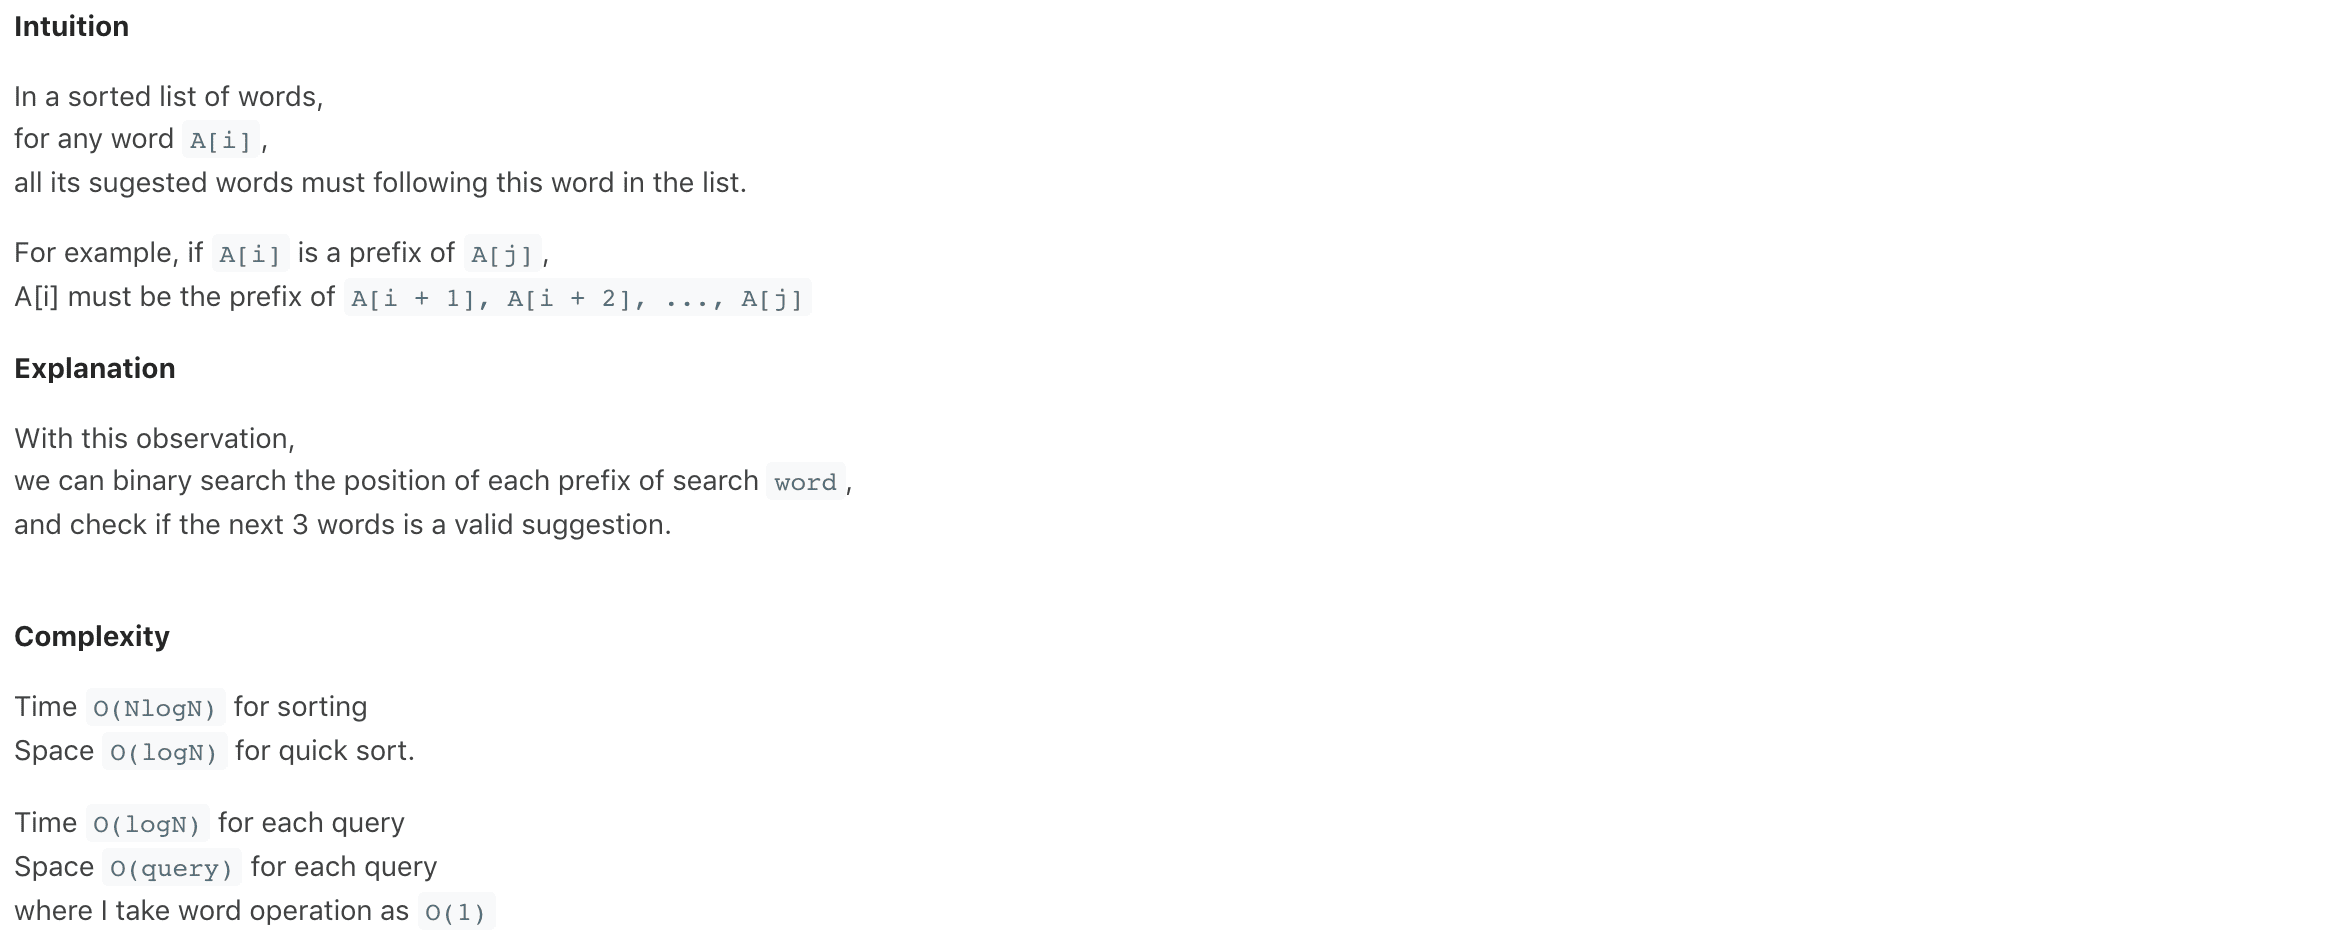 Intuition
In a sorted list of words,
for any word A[i],
all its sugested words must following this word in the list.
For example, if A[i] is a prefix of A[j],
A[i] must be the prefix of A[i + 1], A[i + 2], ..., A[j]
Explanation
With this observation,
we can binary search the position of each prefix of search word,
and check if the next 3 words is a valid suggestion.
Complexity
Time O(NlogN) for sorting
Space O(logN) for quick sort.
Time O(logN) for each query
Space O(query) for each query
where I take word operation as O(1)